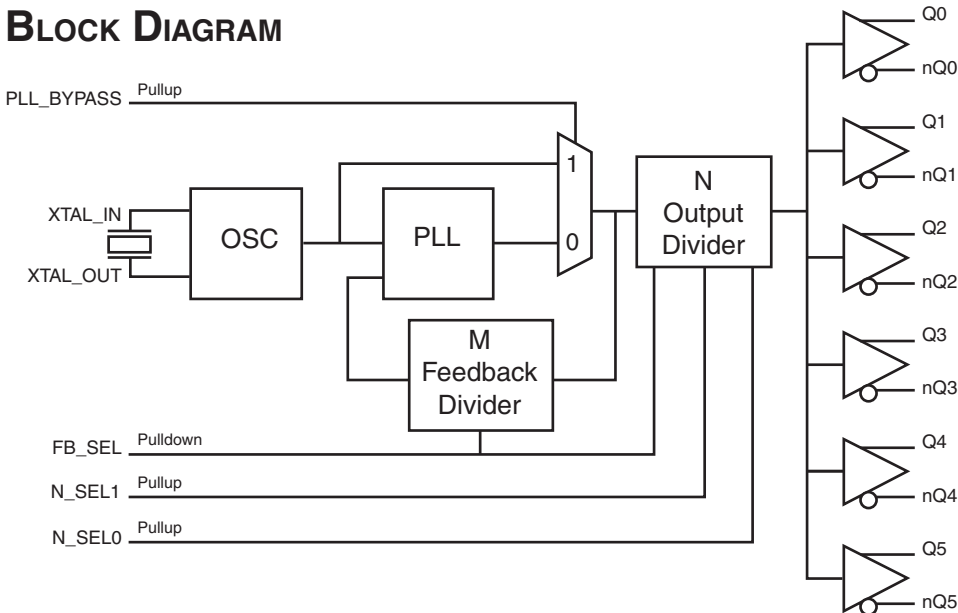 BLOCK DIAGRAM
PLL_BYPASS Pullup
XTAL_IN
XTAL_OUT
OSC
PLL
1
0
N
Output
Divider
M
Feedback
Divider
FB_SEL Pulldown
N_SEL1 Pullup
N_SEL0 Pullup
Q0
nQ0
Q1
nQ1
Q2
nQ2
Q3
nQ3
Q4
nQ4
Q5
nQ5